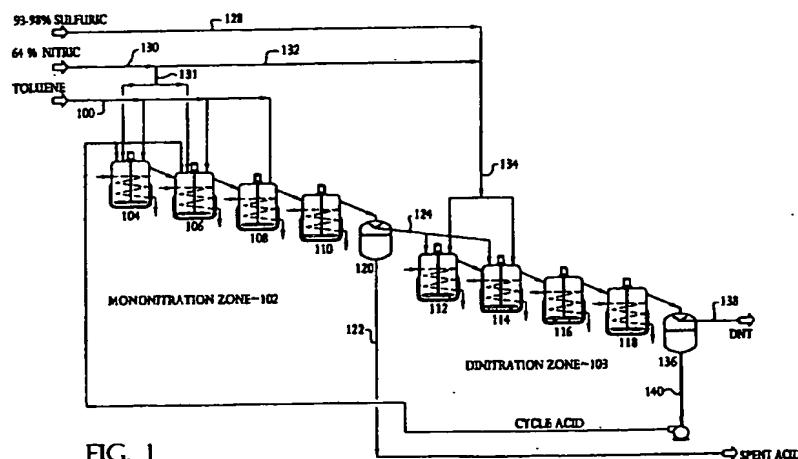 93-98% SULFURIC
128
64 % NITRIC
130
132
131
TOLUENE
100
134
104
106
108
110
124
120
112
114
116
118
138
DNT
136
MONONITRATION ZONE-102
122
DINITRATION ZONE-103
140
CYCLE ACID
FIG. 1
SPENT ACID